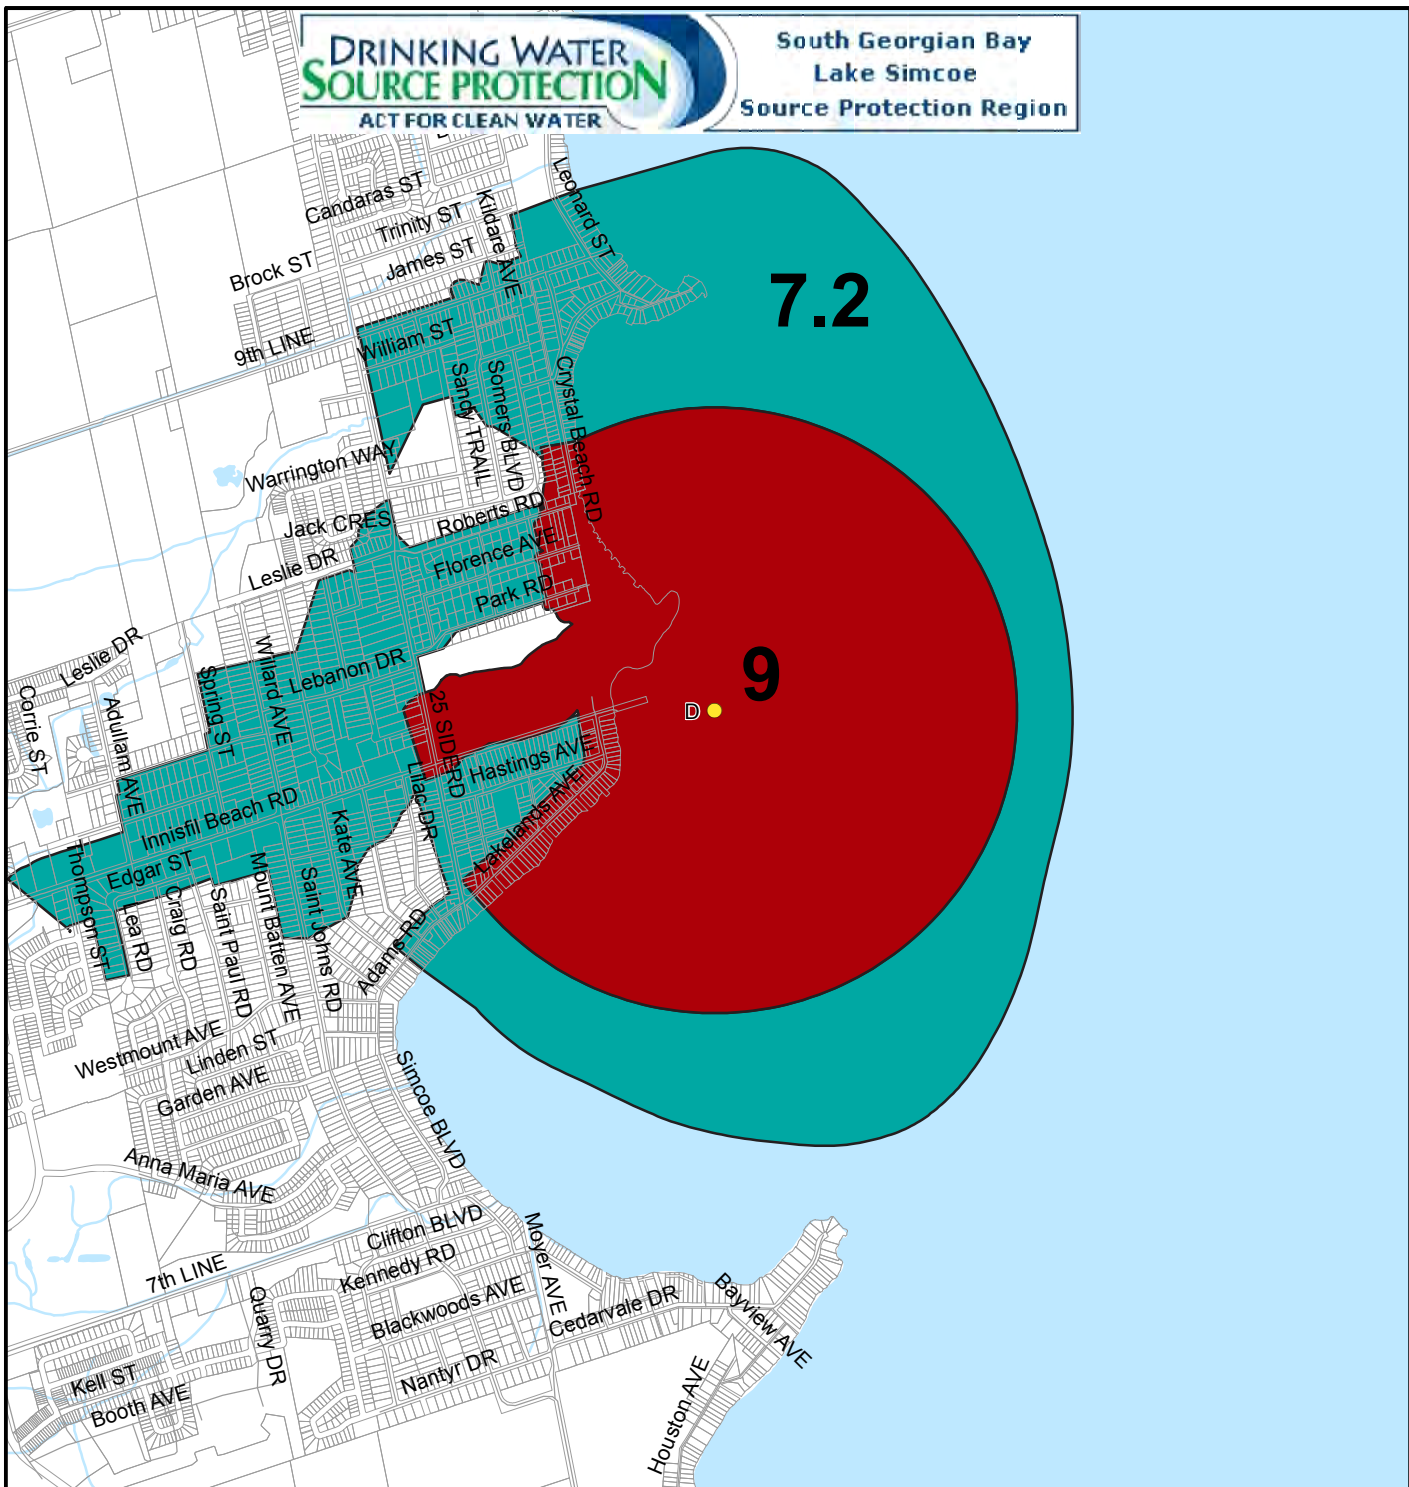 DRINKING WATER
SOURCE PROTECTION
ACT FOR CLEAN WATER
South Georgian Bay
Lake Simcoe
Source Protection Region
Candaras ST
Trinity ST
Kildare AVE
Leonard ST
James ST
Brock ST
7.2
9th LINE
William ST
Sandy TRAIL
Somers BLVD
Crystal Beach RD
Warrington WAY
Jack CRES
Roberts RD
Leslie DR
Florence AVE
Park RD
Leslie DR
Willard AVE
Lebanon DR
Spring ST
Corrie ST
Adullam AVE
25 SIDERD
9
D
Hastings AVE
Lilac DR
Innisfil Beach RD
Kate AVE
Lakelands AVE
Edgar ST
Thompson ST
Lea RD
Craig RD
Saint Paul RD
Mount Batten AVE
Saint Johns RD
Adams RD
Westmount AVE
Linden ST
Garden AVE
Simcoe BLVD
Anna Maria AVE
Clifton BLVD
7th LINE
Kennedy RD
Moyer AVE
Quarry DR
Blackwoods AVE
Cedarvale DR
Bayview AVE
Kell ST
Nantyr DR
Booth AVE
Houston AVE